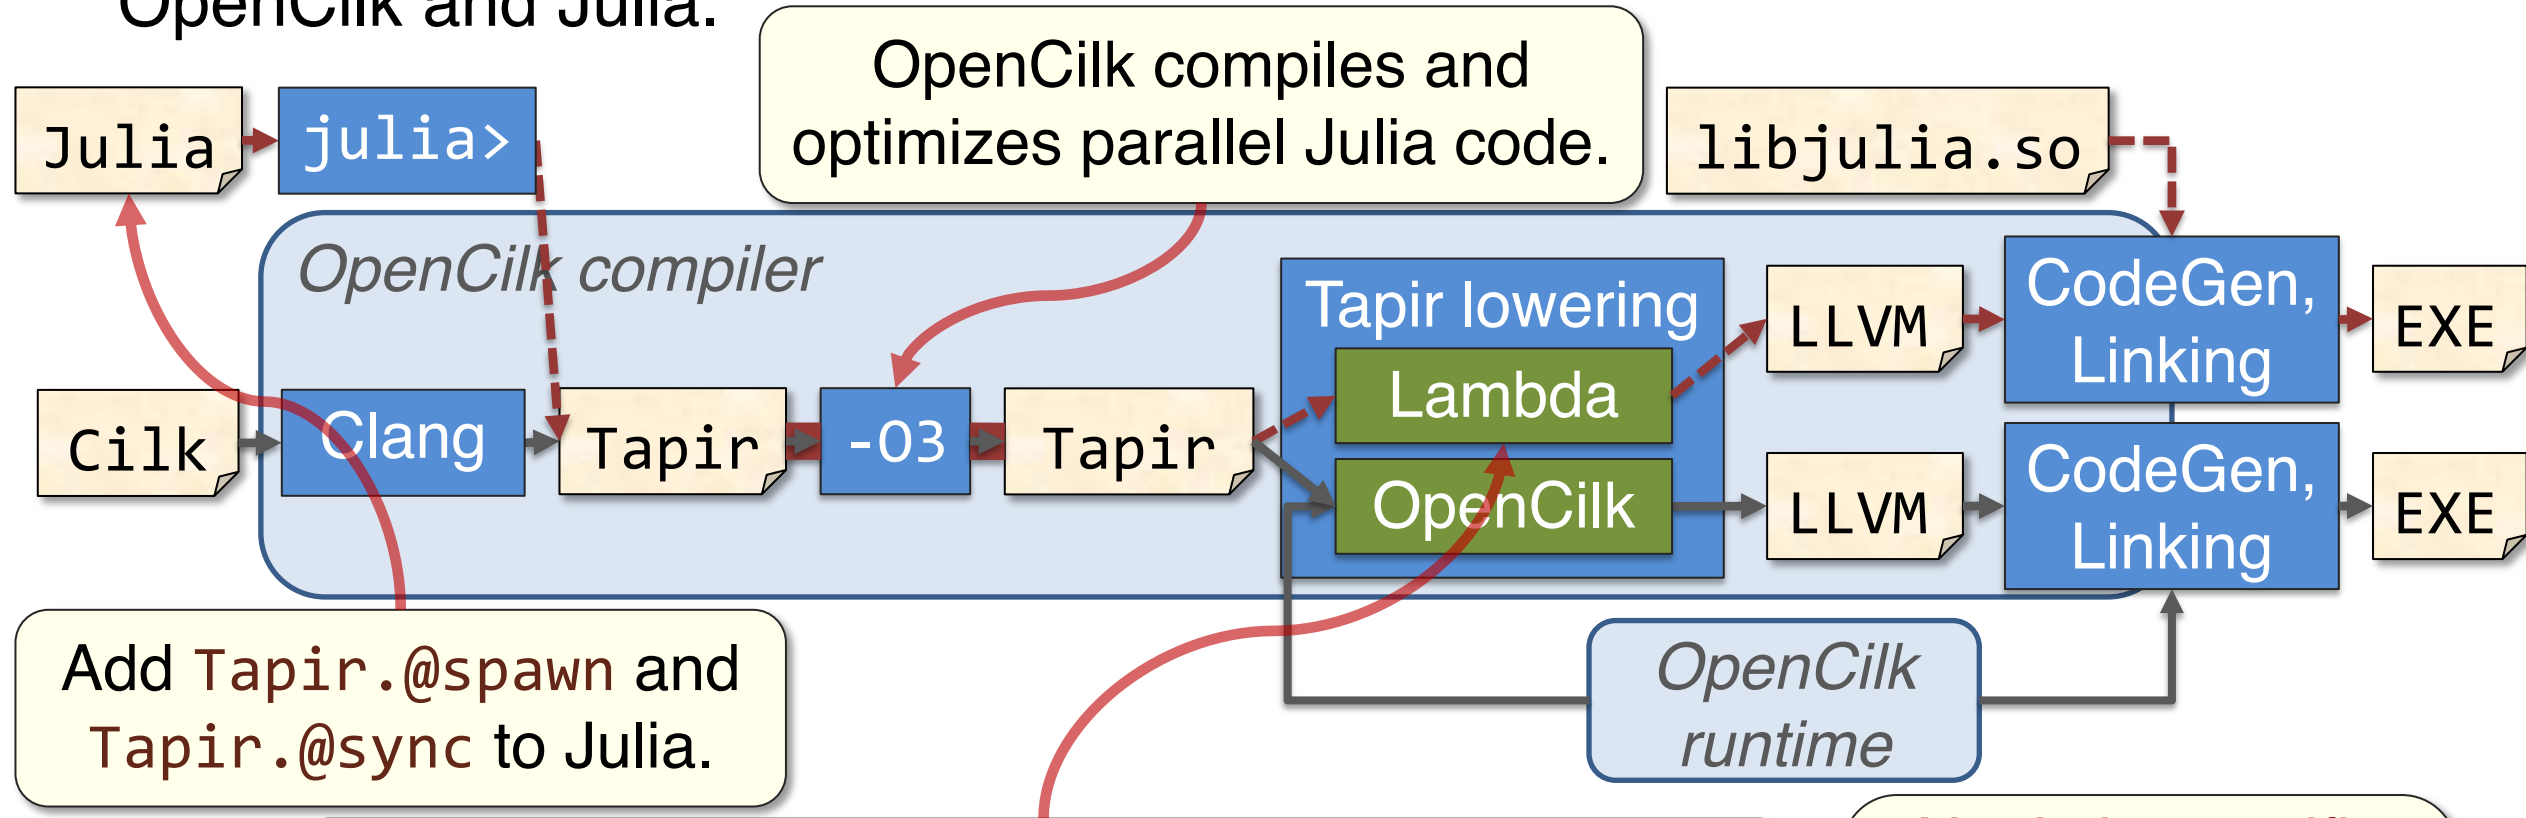 OpenCilk and Julia.
OpenCilk compiles and
optimizes parallel Julia code.
Julia
julia>
libjulia.so
OpenCilk compiler
Tapir lowering
Lambda
OpenCilk
LLVM
CodeGen,
Linking
EXE
Cilk
Clang
Tapir
-O3
Tapir
LLVM
CodeGen,
Linking
EXE
Add Tapir.@spawn and
Tapir.@sync to Julia.
OpenCilk
runtime